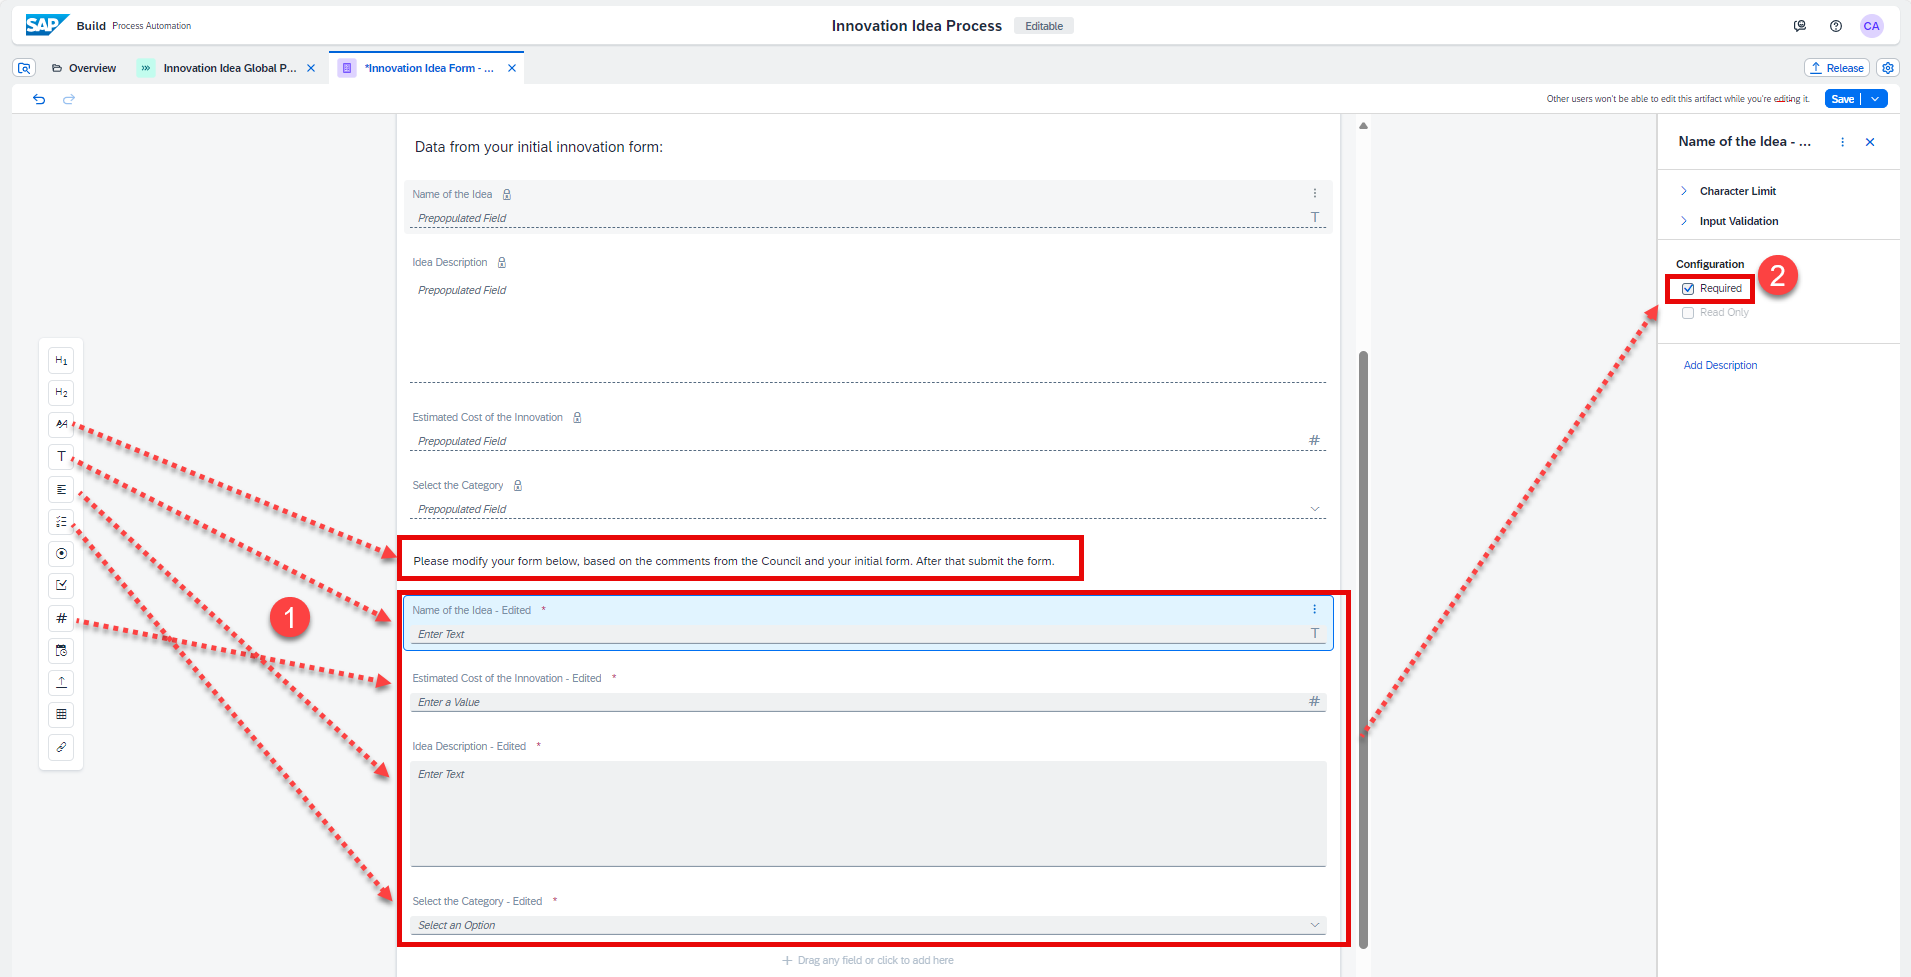 SAP Build Process Automation
Innovation Idea Process Editable
CA
Overview
Innovation Idea Global P...
*Innovation Idea Form - ...
Release
Other users won't be able to edit this artifact while you're editing it.
Save
Data from your initial innovation form:
Name of the Idea
Prepopulated Field
T
Idea Description
Prepopulated Field
Estimated Cost of the Innovation
Prepopulated Field
#
Select the Category
Prepopulated Field
Please modify your form below, based on the comments from the Council and your initial form. After that submit the form.
Name of the Idea - Edited *
Enter Text
T
Estimated Cost of the Innovation - Edited *
Enter a Value
#
Idea Description - Edited *
Enter Text
Select the Category - Edited *
Select an Option
+ Drag any field or click to add here
H1
H2
AA
T
#
1
Name of the Idea - ...
Character Limit
Input Validation
Configuration
Required
2
Read Only
Add Description